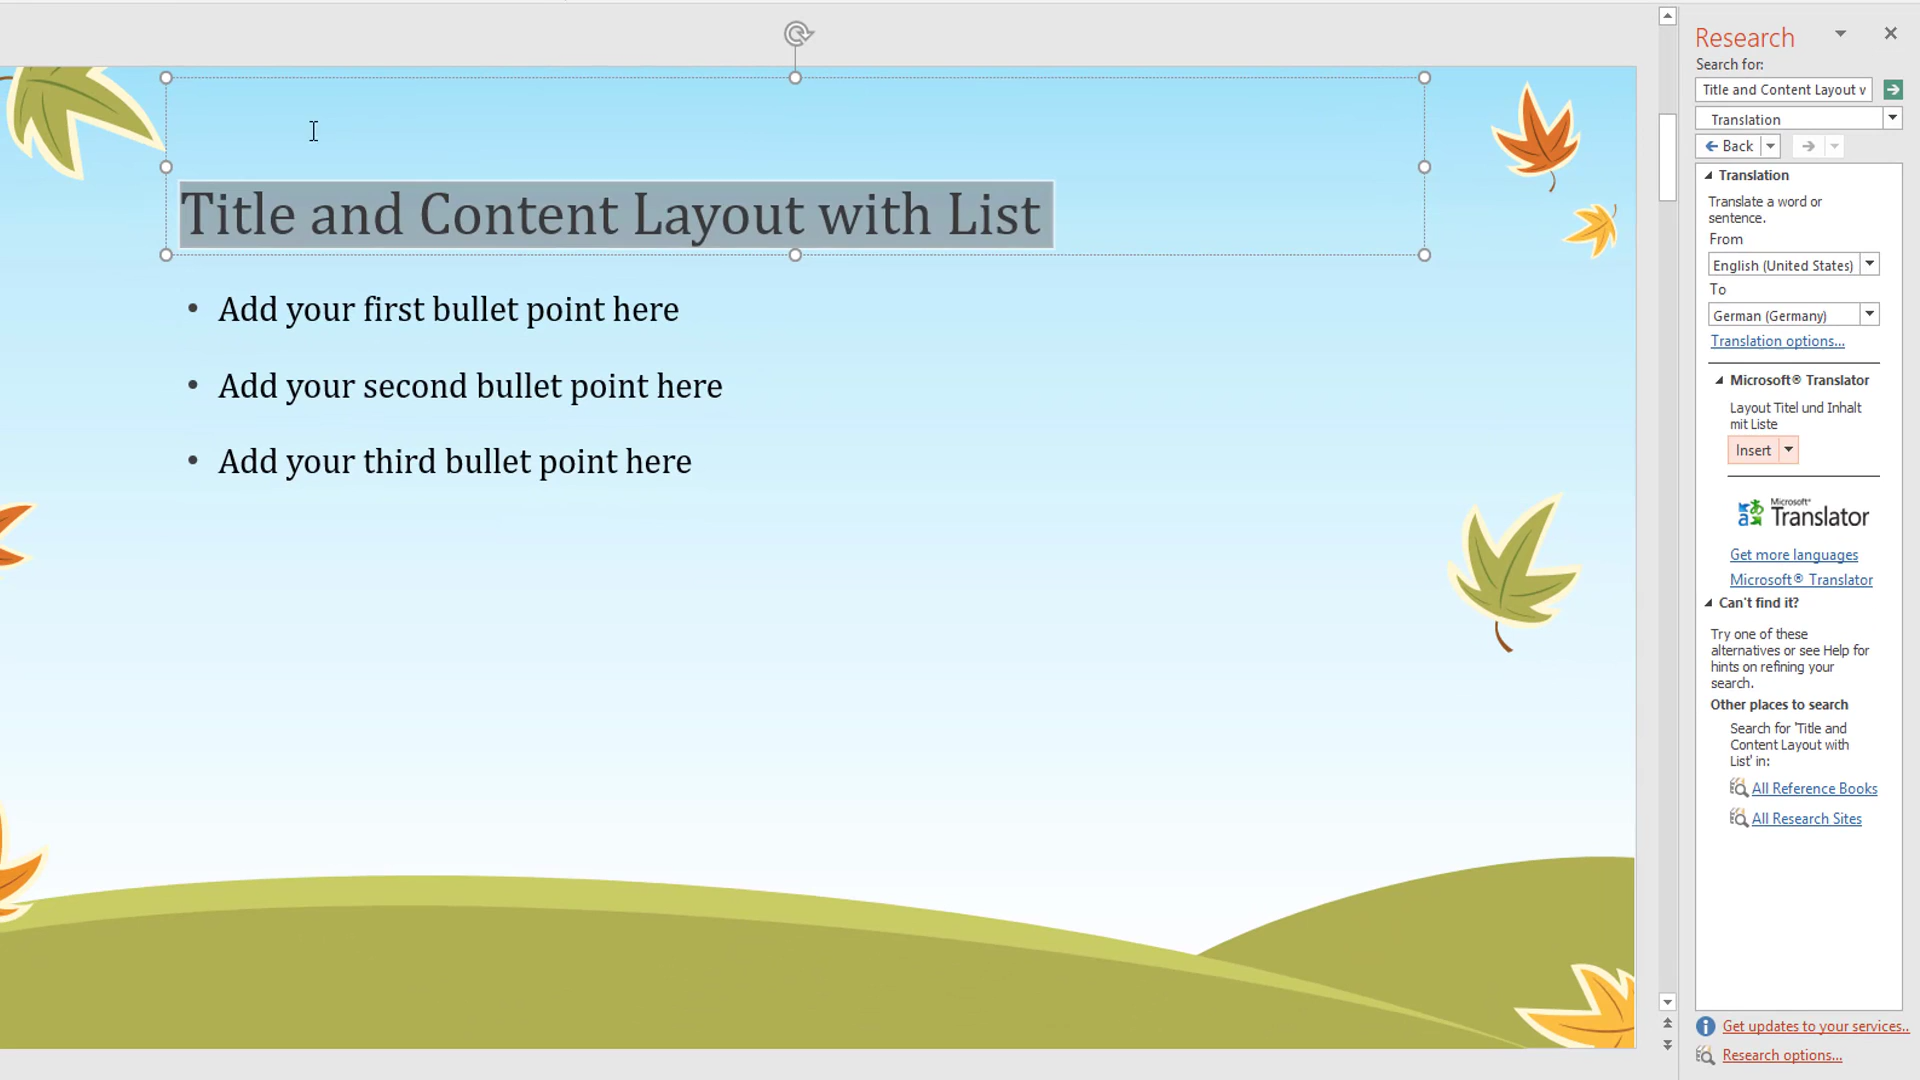 Title and Content Layout with List
• Add your first bullet point here
• Add your second bullet point here
• Add your third bullet point here
Research
Search for:
Title and Content Layout v
Translation
Back
Translation
Translate a word or
sentence.
From
English (United States)
To
German (Germany)
Translation options...
Microsoft® Translator
Layout Titel und Inhalt
mit Liste
Insert
Microsoft®
Translator
Get more languages
Microsoft® Translator
Can't find it?
Try one of these
alternatives or see Help for
hints on refining your
search.
Other places to search
Search for 'Title and
Content Layout with
List' in:
All Reference Books
All Research Sites
Get updates to your services..
Research options...